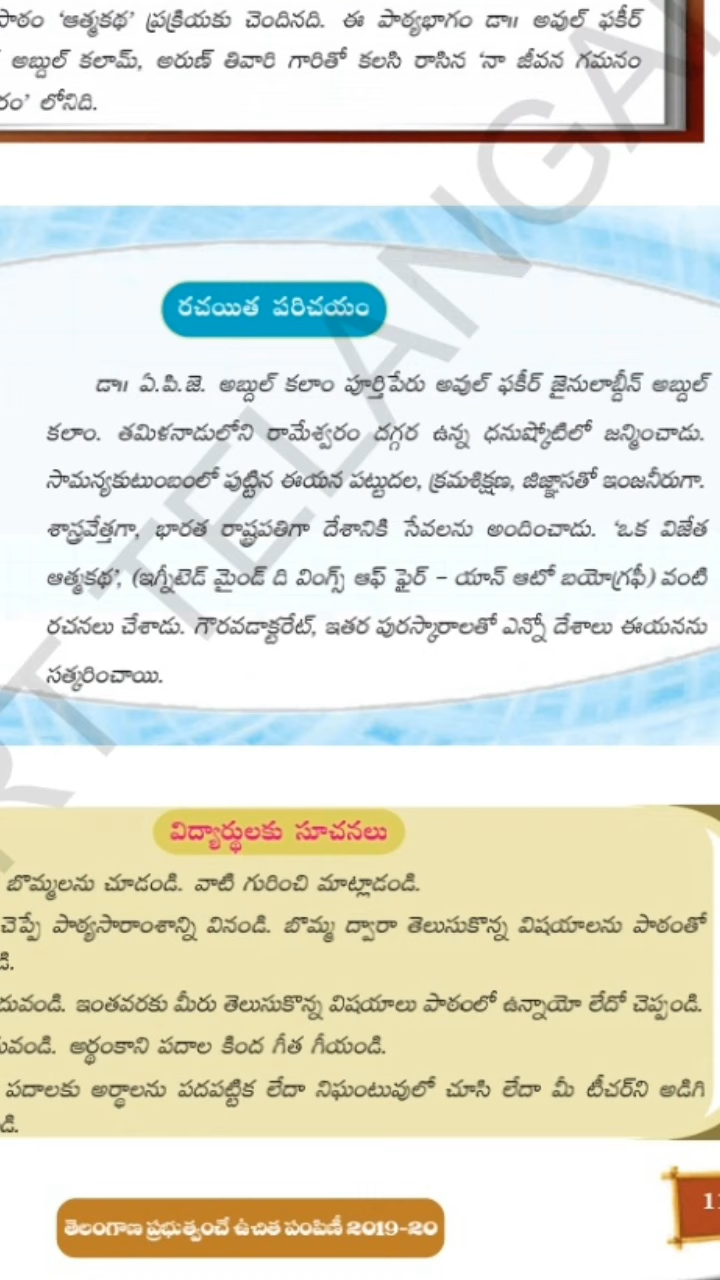 పాఠం ‘ఆత్మకథ’ ప్రక్రియకు చెందినది. ఈ పాఠ్యభాగం డా॥ అవుల్ ఫకీర్
అబ్దుల్ కలామ్, అరుణ్ తివారి గారితో కలసి రాసిన ‘నా జీవన గమనం
లోనిది.
రచయిత పరిచయం
డా॥ ఏ.పి.జె. అబ్దుల్ కలాం పూర్తిపేరు అవుల్ ఫకీర్ జైనులాబ్దీన్ అబ్దుల్
కలాం. తమిళనాడులోని రామేశ్వరం దగ్గర ఉన్న ధనుష్కోటిలో జన్మించాడు.
సామన్యకుటుంబంలో పుట్టిన ఈయన పట్టుదల, క్రమశిక్షణ, జిజ్ఞాసతో ఇంజనీరుగా.
శాస్త్రవేత్తగా, భారత రాష్ట్రపతిగా దేశానికి సేవలను అందించాడు. ‘ఒక విజేత
ఆత్మకథ’, (ఇగ్నీటెడ్ మైండ్ ది వింగ్స్ ఆఫ్ ఫైర్ – యాన్ ఆటో బయోగ్రఫీ) వంటి
రచనలు చేశాడు. గౌరవడాక్టరేట్, ఇతర పురస్కారాలతో ఎన్నో దేశాలు ఈయనను
సత్కరించాయి.
విద్యార్థులకు సూచనలు
బొమ్మలను చూడండి. వాటి గురించి మాట్లాడండి.
చెప్పే పాఠ్యసారాంశాన్ని వినండి. బొమ్మ ద్వారా తెలుసుకొన్న విషయాలను పాఠంతో
ఇంతవరకు మీరు తెలుసుకొన్న విషయాలు పాఠంలో ఉన్నాయో లేదో చెప్పండి.
అర్థంకాని పదాల కింద గీత గీయండి.
పదాలకు అర్థాలను పదపట్టిక లేదా నిఘంటువులో చూసి లేదా మీ టీచర్‌ని అడిగి
తెలంగాణ ప్రభుత్వంచే ఉచిత పంపిణీ 2019-20